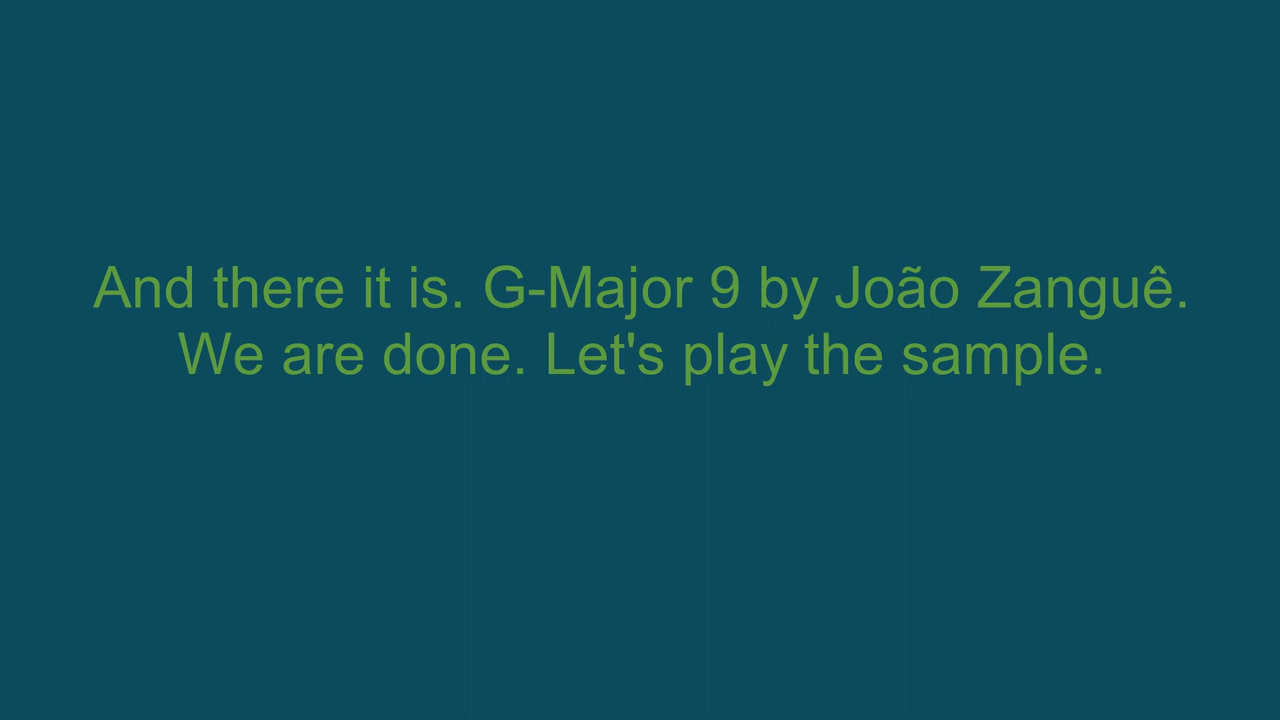 And there it is. G-Major 9 by João Zanguê.
We are done. Let's play the sample.